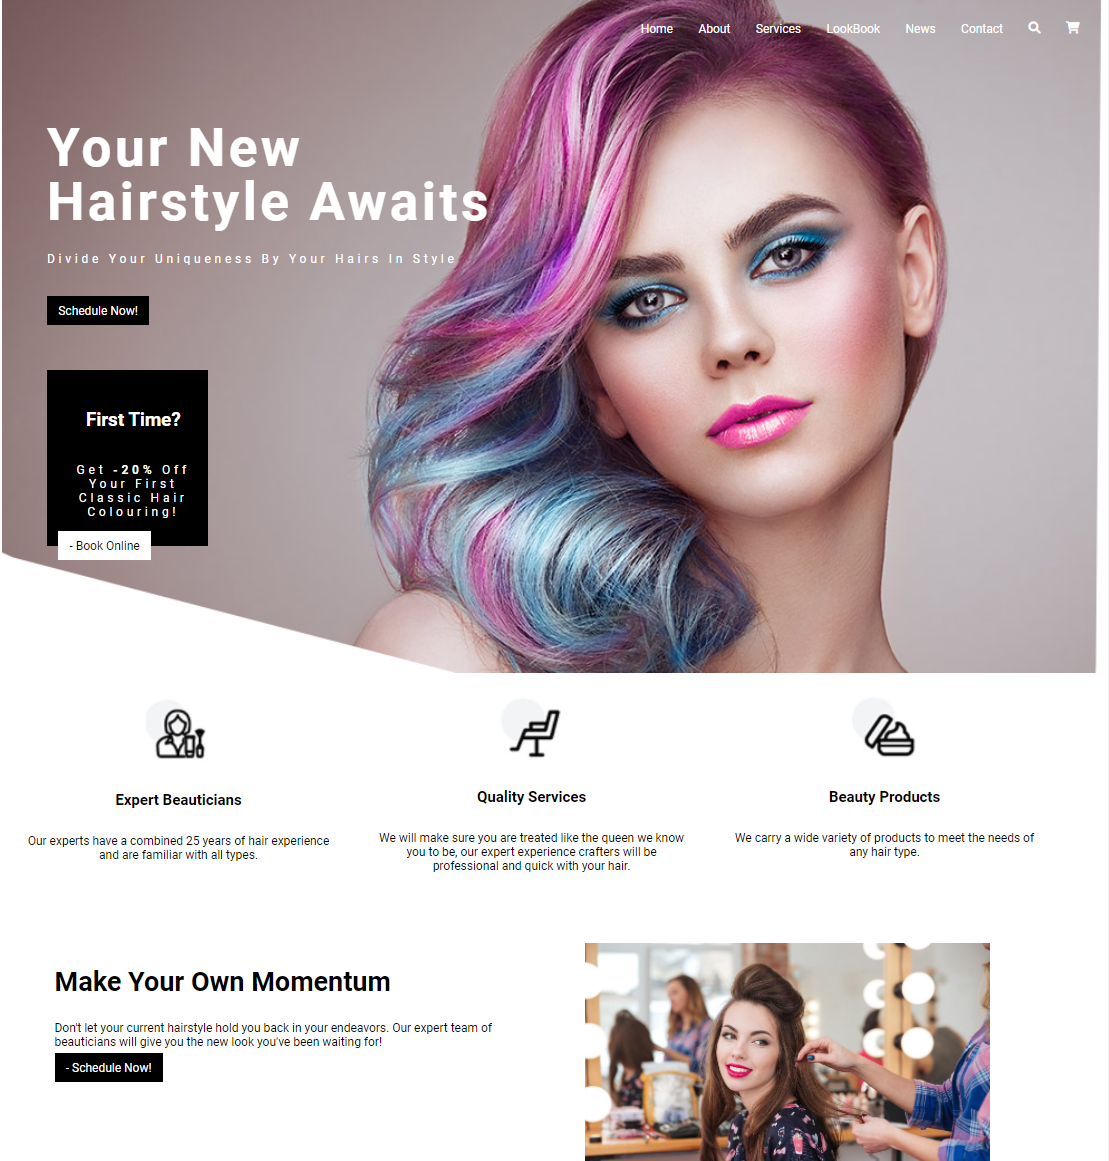 Home About Services LookBook News Contact
Your New
Hairstyle Awaits
Divide Your Uniqueness By Your Hairs In Style
Schedule Now!
First Time?
Get -20% Off
Your First
Classic Hair
Colouring!
- Book Online
Expert Beauticians
Our experts have a combined 25 years of hair experience
and are familiar with all types.
Quality Services
We will make sure you are treated like the queen we know
you to be, our expert experience crafters will be
professional and quick with your hair.
Beauty Products
We carry a wide variety of products to meet the needs of
any hair type.
Make Your Own Momentum
Don't let your current hairstyle hold you back in your endeavors. Our expert team of
beauticians will give you the new look you've been waiting for!
- Schedule Now!